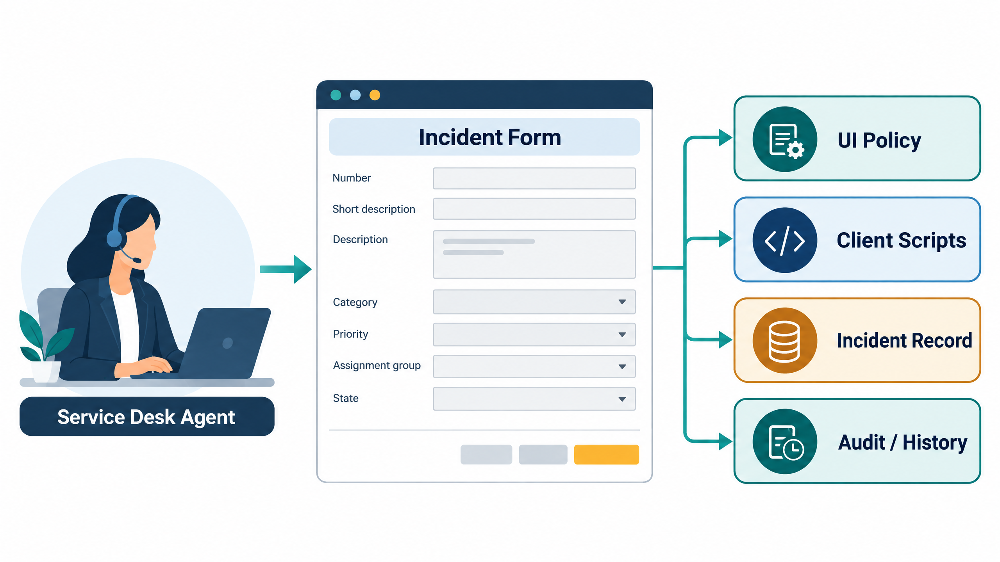 Service Desk Agent
Incident Form
Number
Short description
Description
Category
Priority
Assignment group
State
UI Policy
Client Scripts
Incident Record
Audit / History